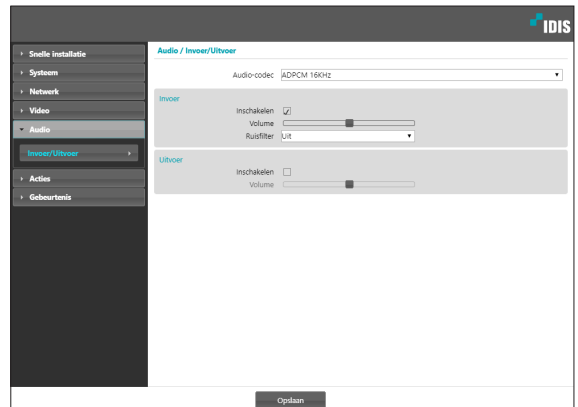 IDIS
Snelle installatie
Systeem
Netwerk
Video
Audio
Invoer/Uitvoer
Acties
Gebeurtenis
Audio / Invoer/Uitvoer
Audio-codec ADPCM 16KHz
Invoer
Inschakelen
Volume
Ruisfilter Uit
Uitvoer
Inschakelen
Volume
Opslaan